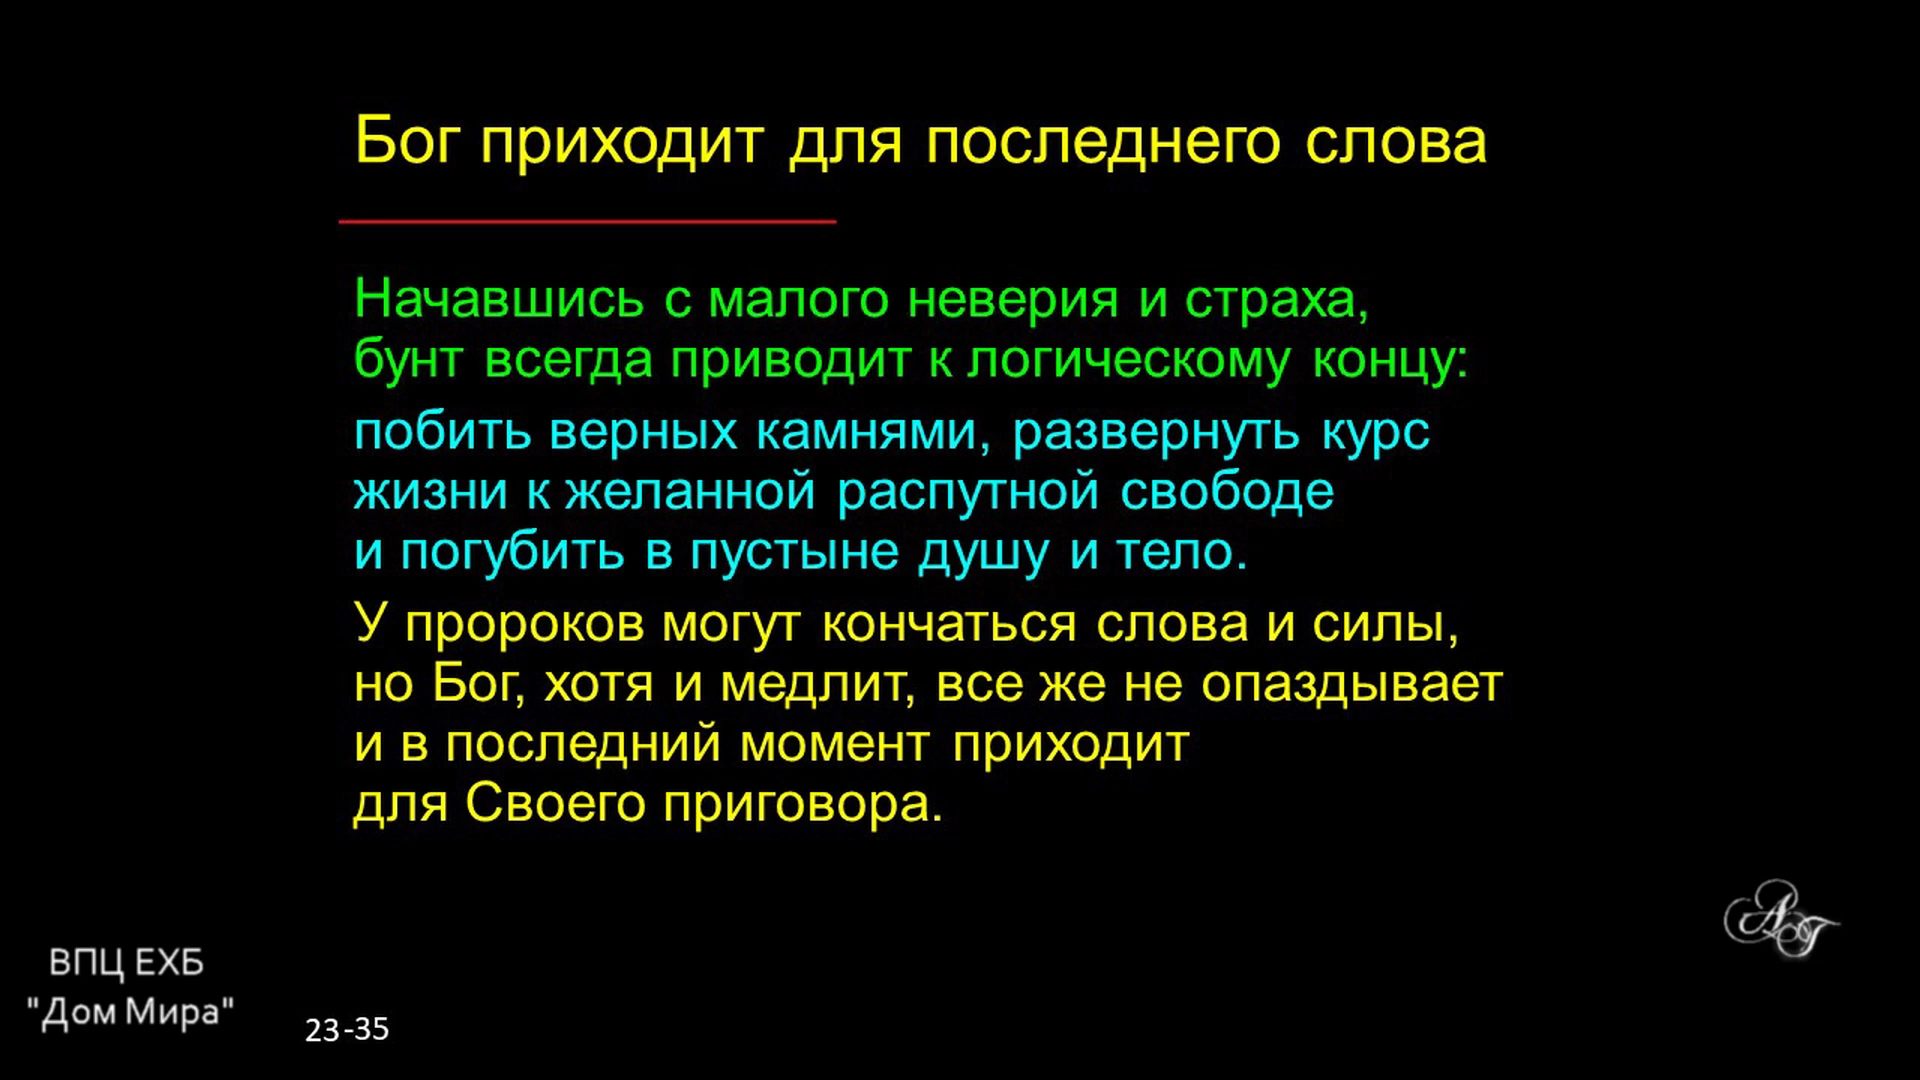 Бог приходит для последнего слова
Начавшись с малого неверия и страха,
бунт всегда приводит к логическому концу:
побить верных камнями, развернуть курс
жизни к желанной распутной свободе
и погубить в пустыне душу и тело.
У пророков могут кончаться слова и силы,
но Бог, хотя и медлит, все же не опаздывает
и в последний момент приходит
для Своего приговора.
АГ
ВПЦ ЕХБ
"Дом Мира"
23-35